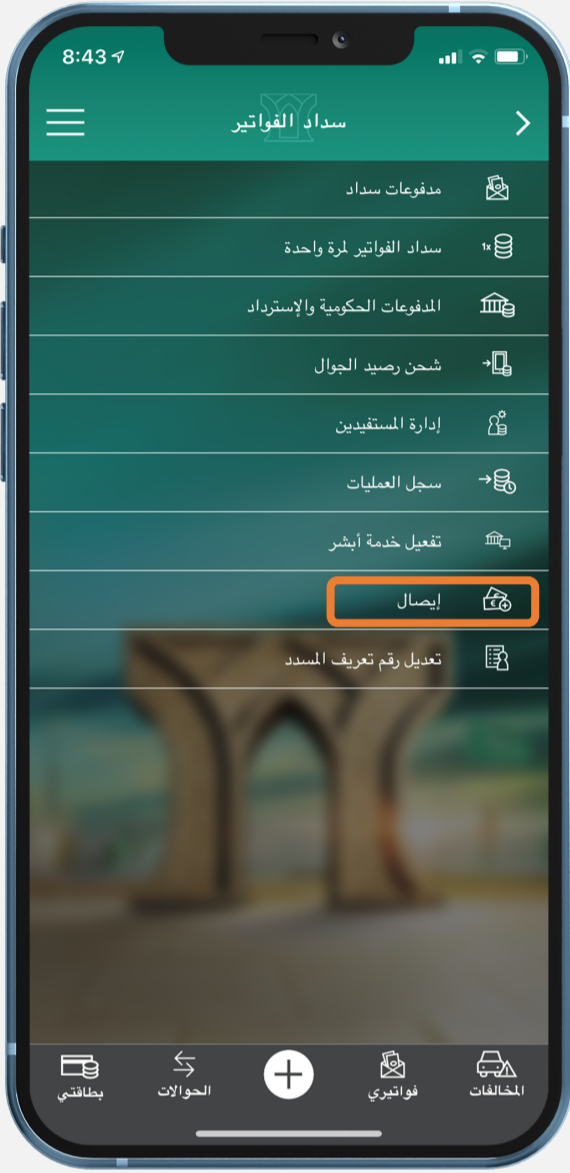 8:43
سداد الفواتير
مدفوعات سداد
سداد الفواتير لمرة واحدة
1x
المدفوعات الحكومية والإسترداد
شحن رصيد الجوال
إدارة المستفيدين
سجل العمليات
تفعيل خدمة أبشر
إيصال
تعديل رقم تعريف المسدد
المخالفات
فواتيري
الحوالات
بطاقتي